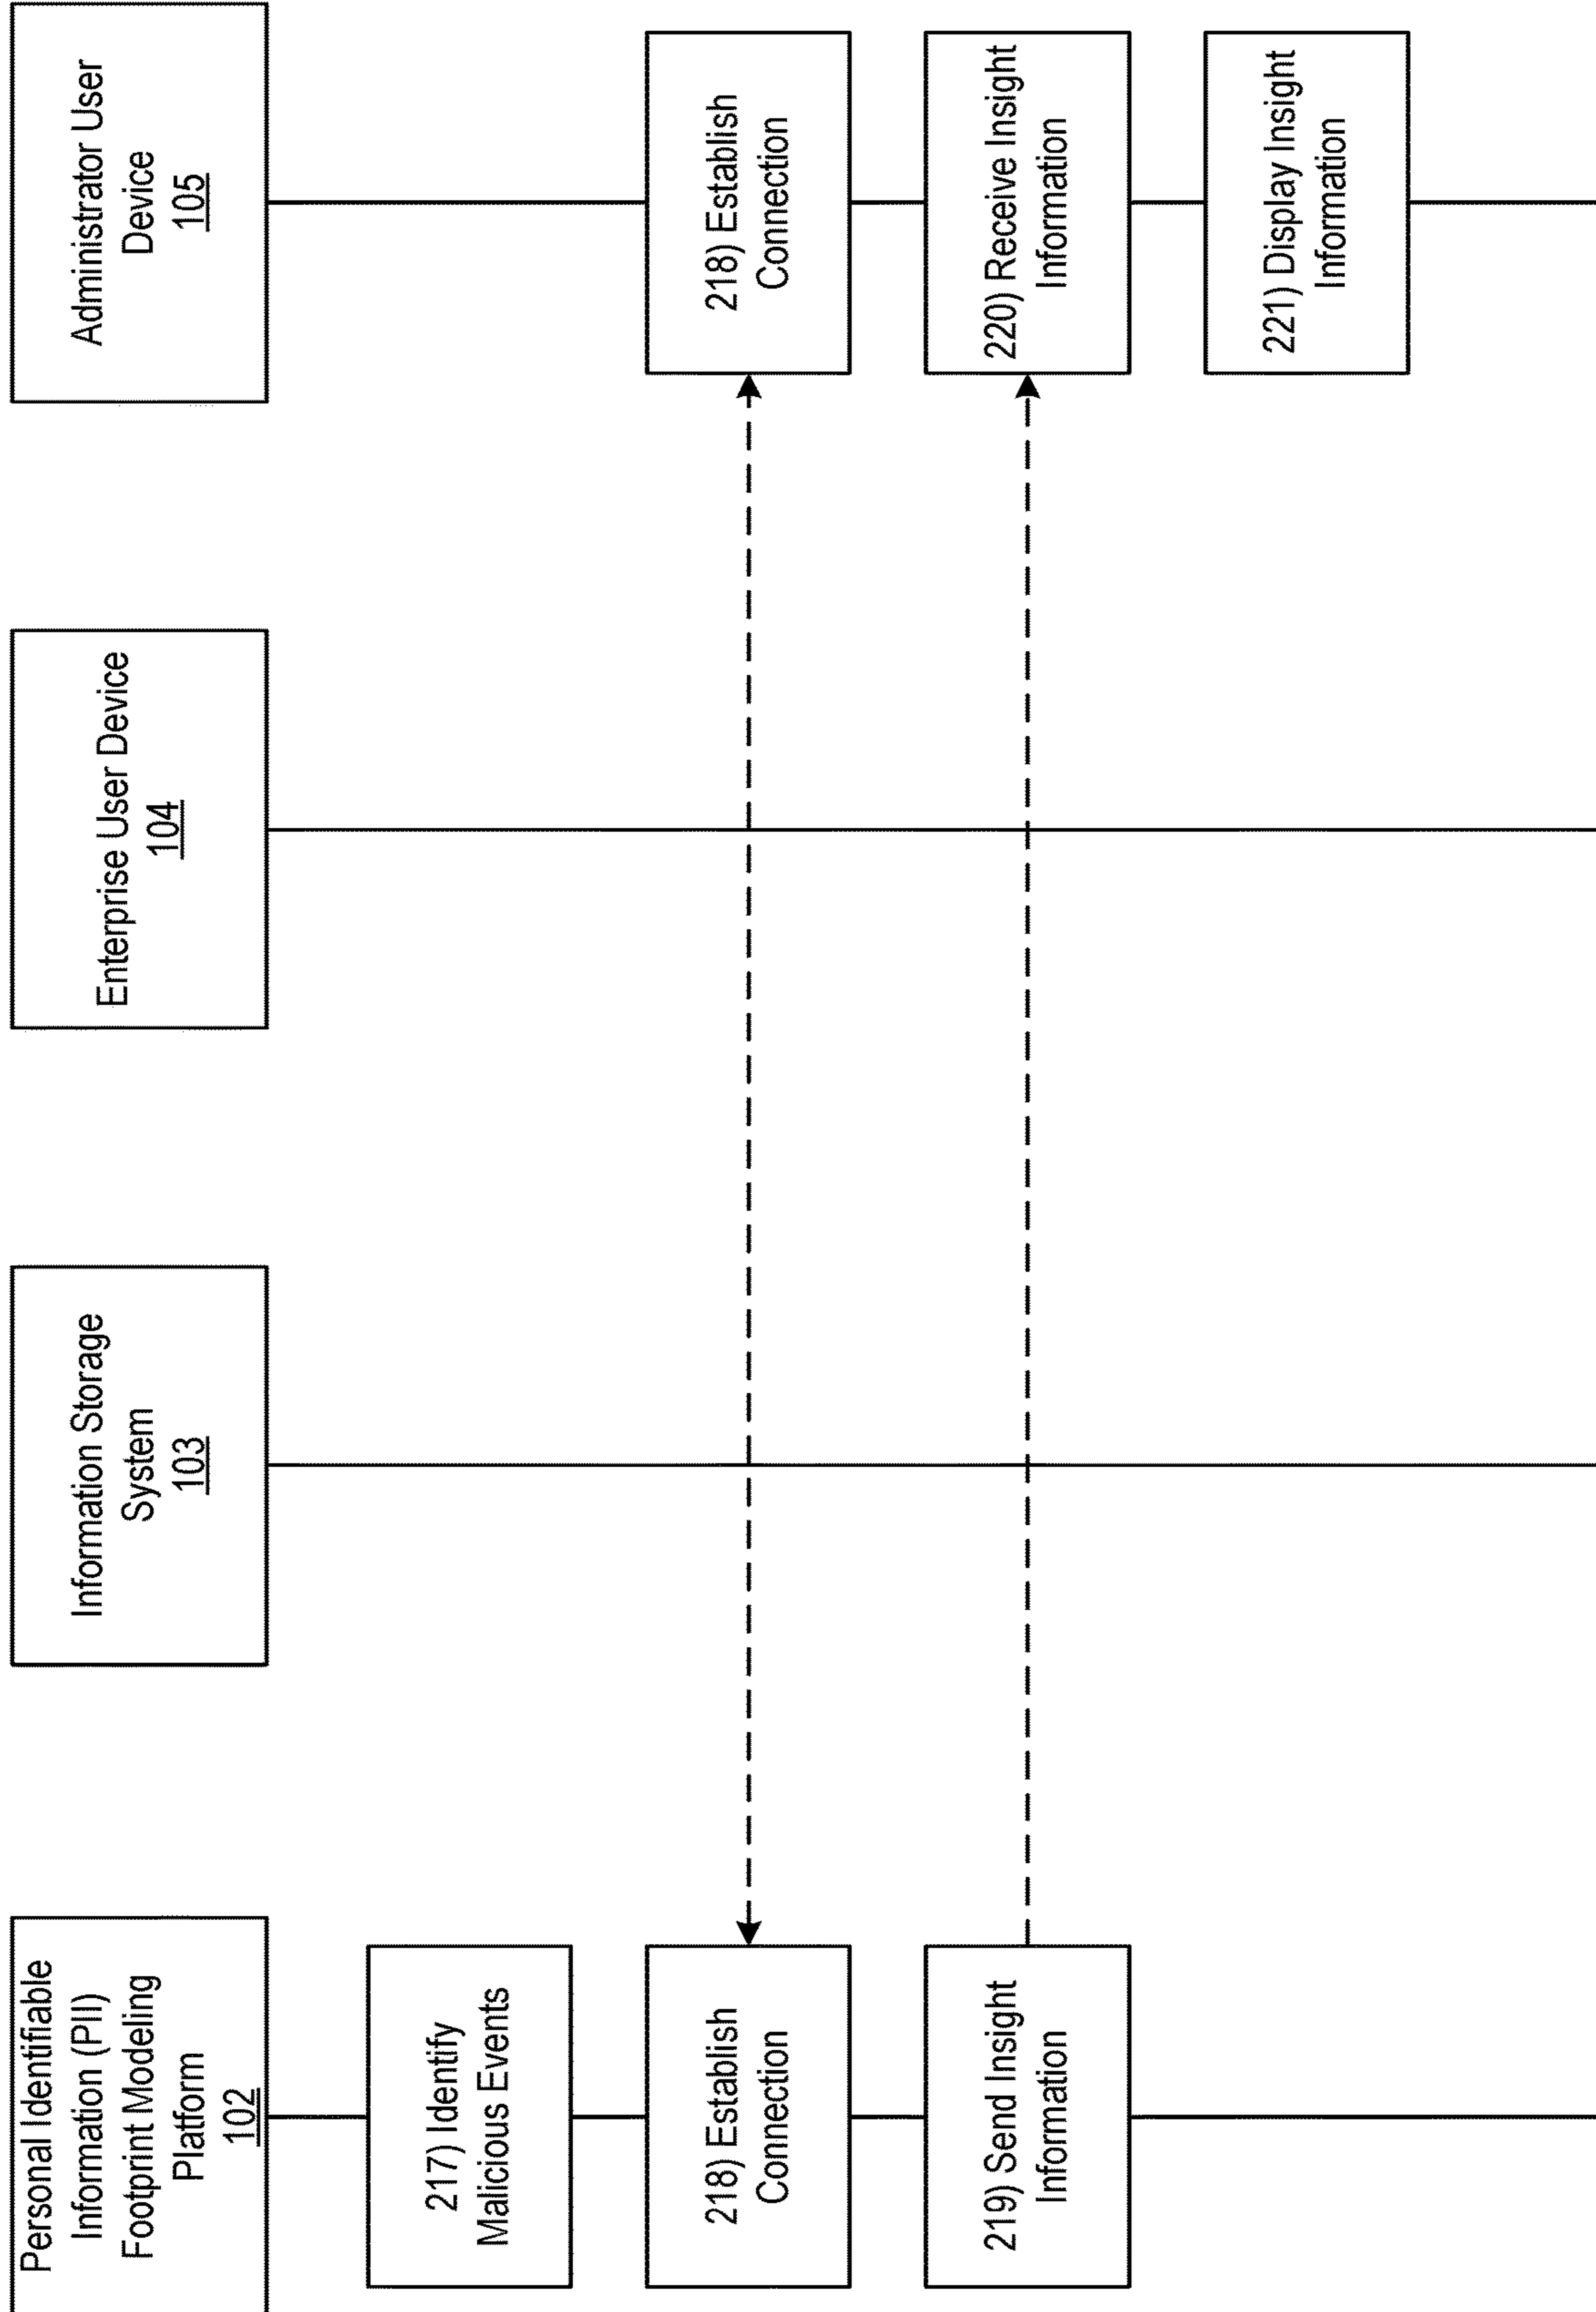 Personal Identifiable
Information (PII)
Footprint Modeling
Platform
102
Information Storage
System
103
Enterprise User Device
104
Administrator User
Device
105
217) Identify
Malicious Events
218) Establish
Connection
218) Establish
Connection
219) Send Insight
Information
220) Receive Insight
Information
221) Display Insight
Information